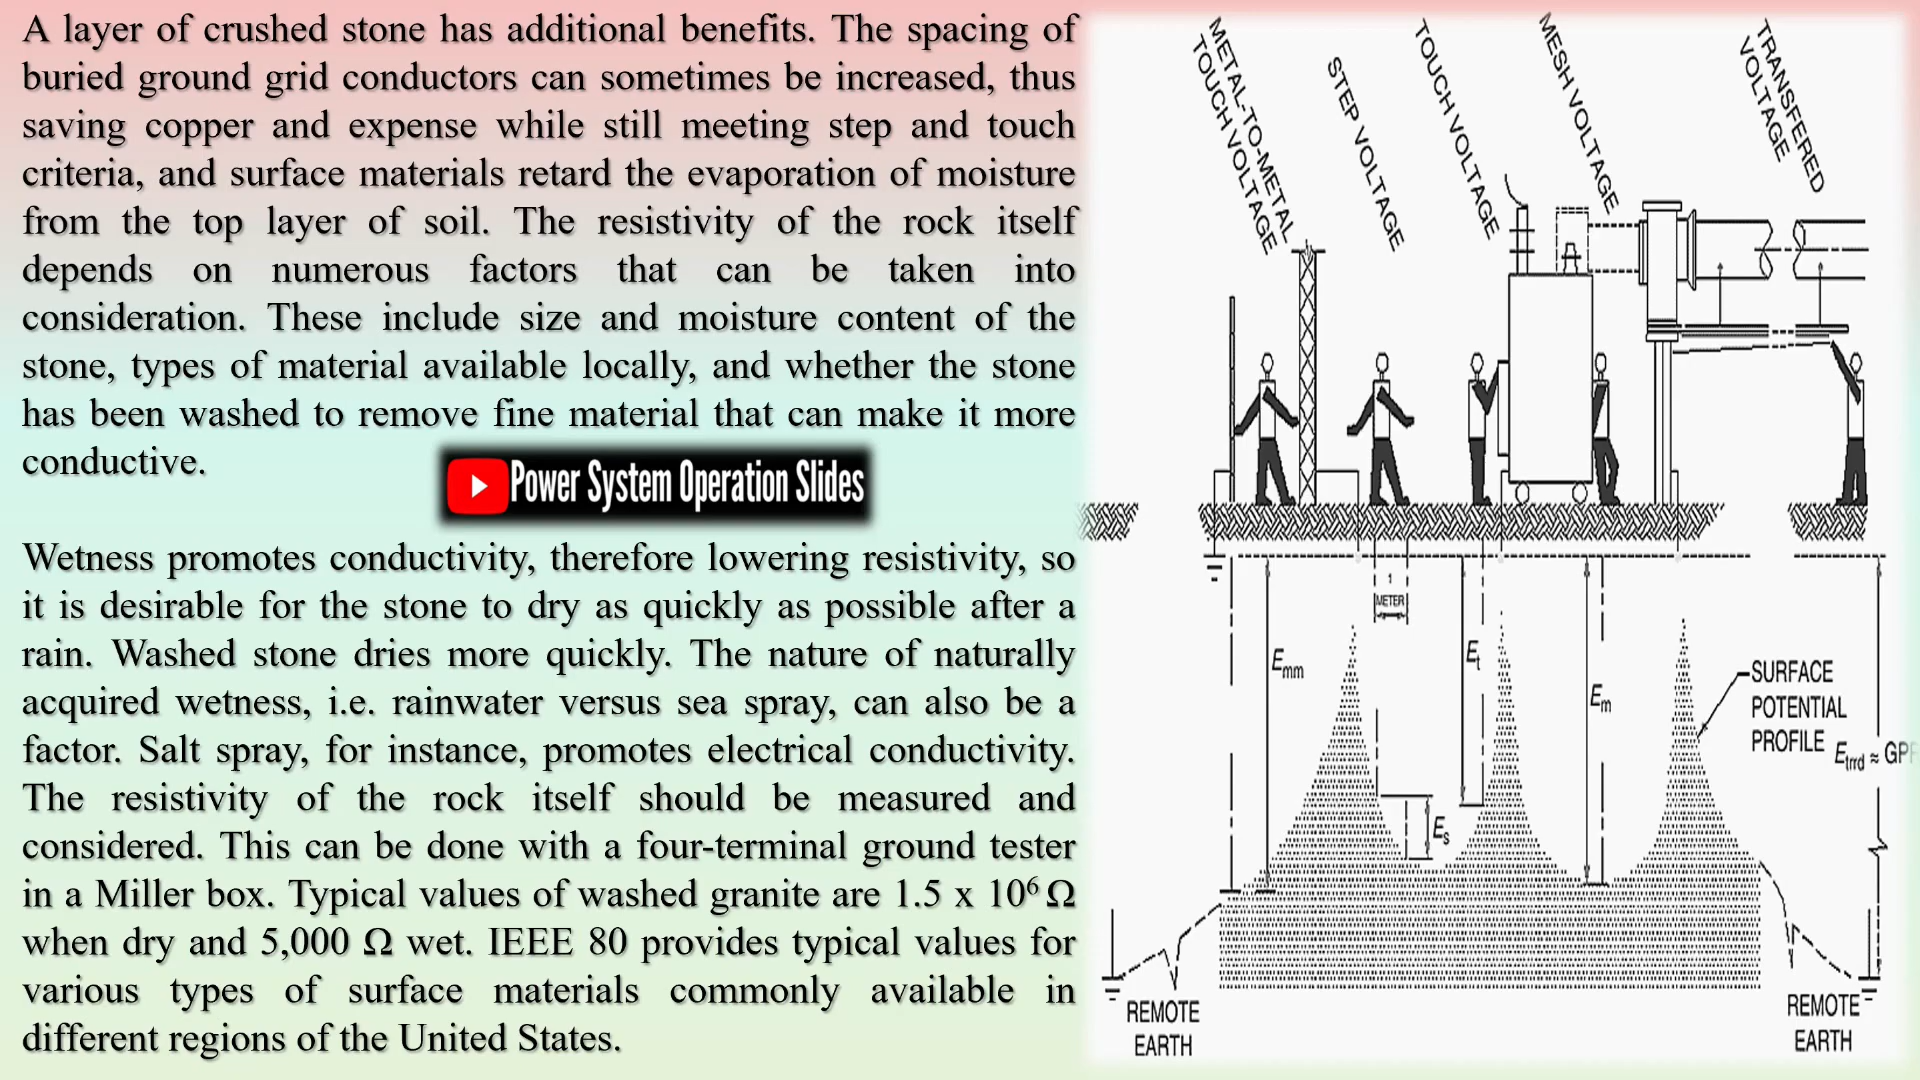 A layer of crushed stone has additional benefits. The spacing of
buried ground grid conductors can sometimes be increased, thus
saving copper and expense while still meeting step and touch
criteria, and surface materials retard the evaporation of moisture
from the top layer of soil. The resistivity of the rock itself
depends on numerous factors that can be taken into
consideration. These include size and moisture content of the
stone, types of material available locally, and whether the stone
has been washed to remove fine material that can make it more
conductive.
Power System Operation Slides
Wetness promotes conductivity, therefore lowering resistivity, so
it is desirable for the stone to dry as quickly as possible after a
rain. Washed stone dries more quickly. The nature of naturally
acquired wetness, i.e. rainwater versus sea spray, can also be a
factor. Salt spray, for instance, promotes electrical conductivity.
The resistivity of the rock itself should be measured and
considered. This can be done with a four-terminal ground tester
in a Miller box. Typical values of washed granite are 1.5 x 10⁶ Ω
when dry and 5,000 Ω wet. IEEE 80 provides typical values for
various types of surface materials commonly available in
different regions of the United States.
METAL-TO-METAL
TOUCH VOLTAGE
STEP VOLTAGE
TOUCH VOLTAGE
MESH VOLTAGE
TRANSFERED
VOLTAGE
1
METER
Emm
Et
Em
Es
SURFACE
POTENTIAL
PROFILE
Etrrd ≈ GPR
REMOTE
EARTH
REMOTE
EARTH